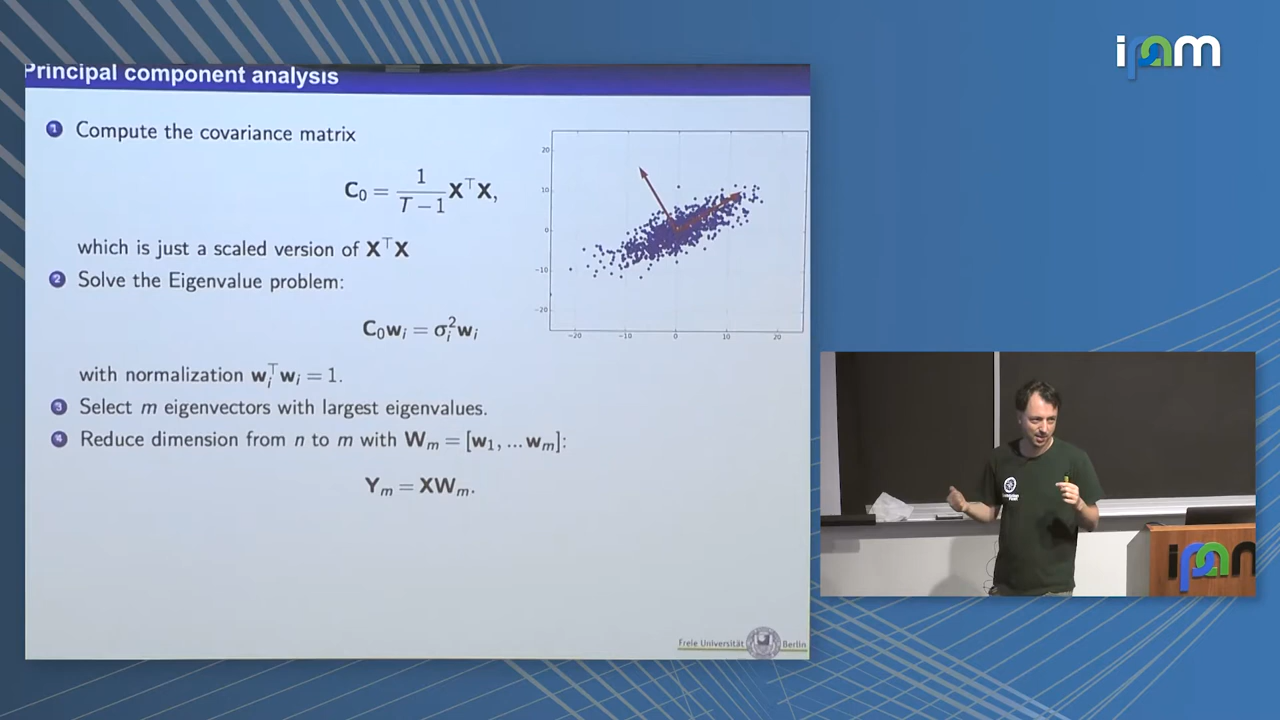 ipam
Principal component analysis
1 Compute the covariance matrix
C₀ = 1/(T − 1) X⊤X,
which is just a scaled version of X⊤X
2 Solve the Eigenvalue problem:
C₀wᵢ = σᵢ²wᵢ
with normalization wᵢ⊤wᵢ = 1.
3 Select m eigenvectors with largest eigenvalues.
4 Reduce dimension from n to m with Wₘ = [w₁, ... wₘ]:
Yₘ = XWₘ.
20
10
0
−10
−20
−20 −10 0 10 20
Freie Universität Berlin
ipam